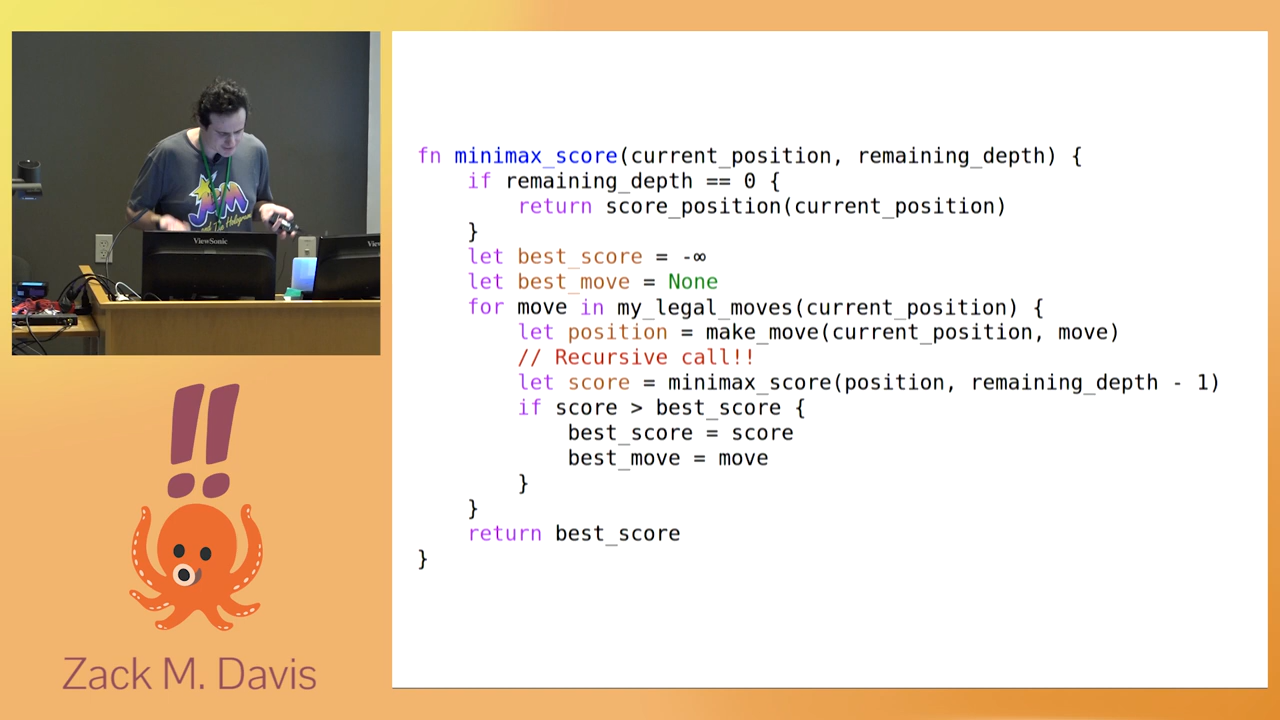 fn minimax_score(current_position, remaining_depth) {
    if remaining_depth == 0 {
        return score_position(current_position)
    }
    let best_score = -∞
    let best_move = None
    for move in my_legal_moves(current_position) {
        let position = make_move(current_position, move)
        // Recursive call!!
        let score = minimax_score(position, remaining_depth - 1)
        if score > best_score {
            best_score = score
            best_move = move
        }
    }
    return best_score
}
ViewSonic
!!
Zack M. Davis